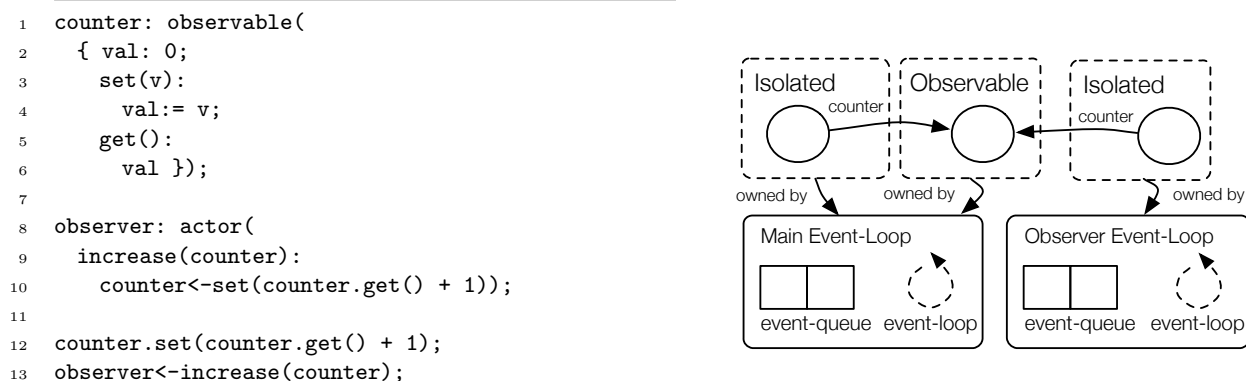 1 counter: observable(
2 { val: 0;
3 set(v):
4 val:= v;
5 get():
6 val });
7
8 observer: actor(
9 increase(counter):
10 counter<-set(counter.get() + 1));
11
12 counter.set(counter.get() + 1);
13 observer<-increase(counter);
Isolated
Observable
Isolated
counter
counter
owned by
owned by
owned by
Main Event-Loop
Observer Event-Loop
event-queue event-loop
event-queue event-loop